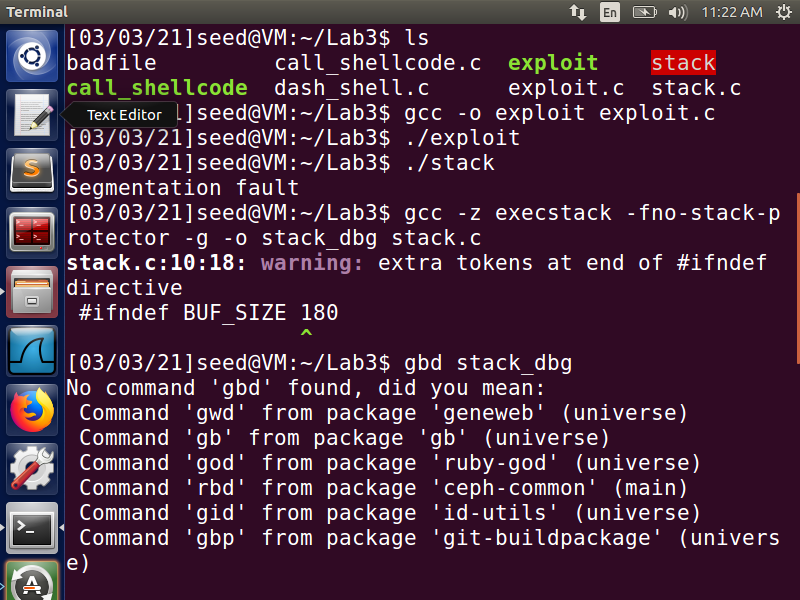 Terminal
En
11:22 AM
[03/03/21]seed@VM:~/Lab3$ ls
badfile call_shellcode.c exploit stack
call_shellcode dash_shell.c exploit.c stack.c
Text Editor
1]seed@VM:~/Lab3$ gcc -o exploit exploit.c
[03/03/21]seed@VM:~/Lab3$ ./exploit
[03/03/21]seed@VM:~/Lab3$ ./stack
Segmentation fault
[03/03/21]seed@VM:~/Lab3$ gcc -z execstack -fno-stack-p
rotector -g -o stack_dbg stack.c
stack.c:10:18: warning: extra tokens at end of #ifndef
directive
#ifndef BUF_SIZE 180
^
[03/03/21]seed@VM:~/Lab3$ gbd stack_dbg
No command 'gbd' found, did you mean:
Command 'gwd' from package 'geneweb' (universe)
Command 'gb' from package 'gb' (universe)
Command 'god' from package 'ruby-god' (universe)
Command 'rbd' from package 'ceph-common' (main)
Command 'gid' from package 'id-utils' (universe)
Command 'gbp' from package 'git-buildpackage' (univers
e)